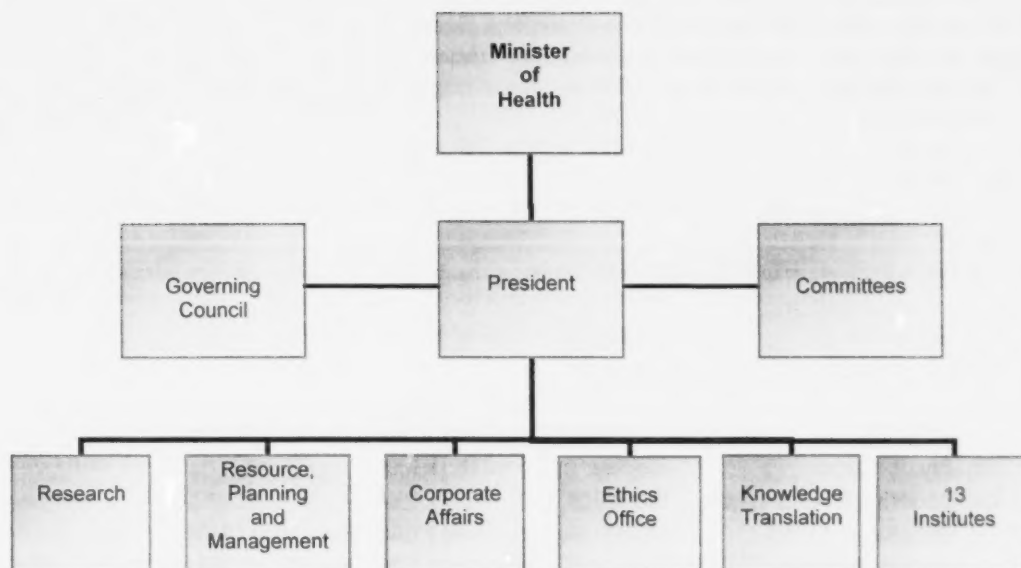 Minister
of
Health
Governing
Council
President
Committees
Research
Resource,
Planning
and
Management
Corporate
Affairs
Ethics
Office
Knowledge
Translation
13
Institutes